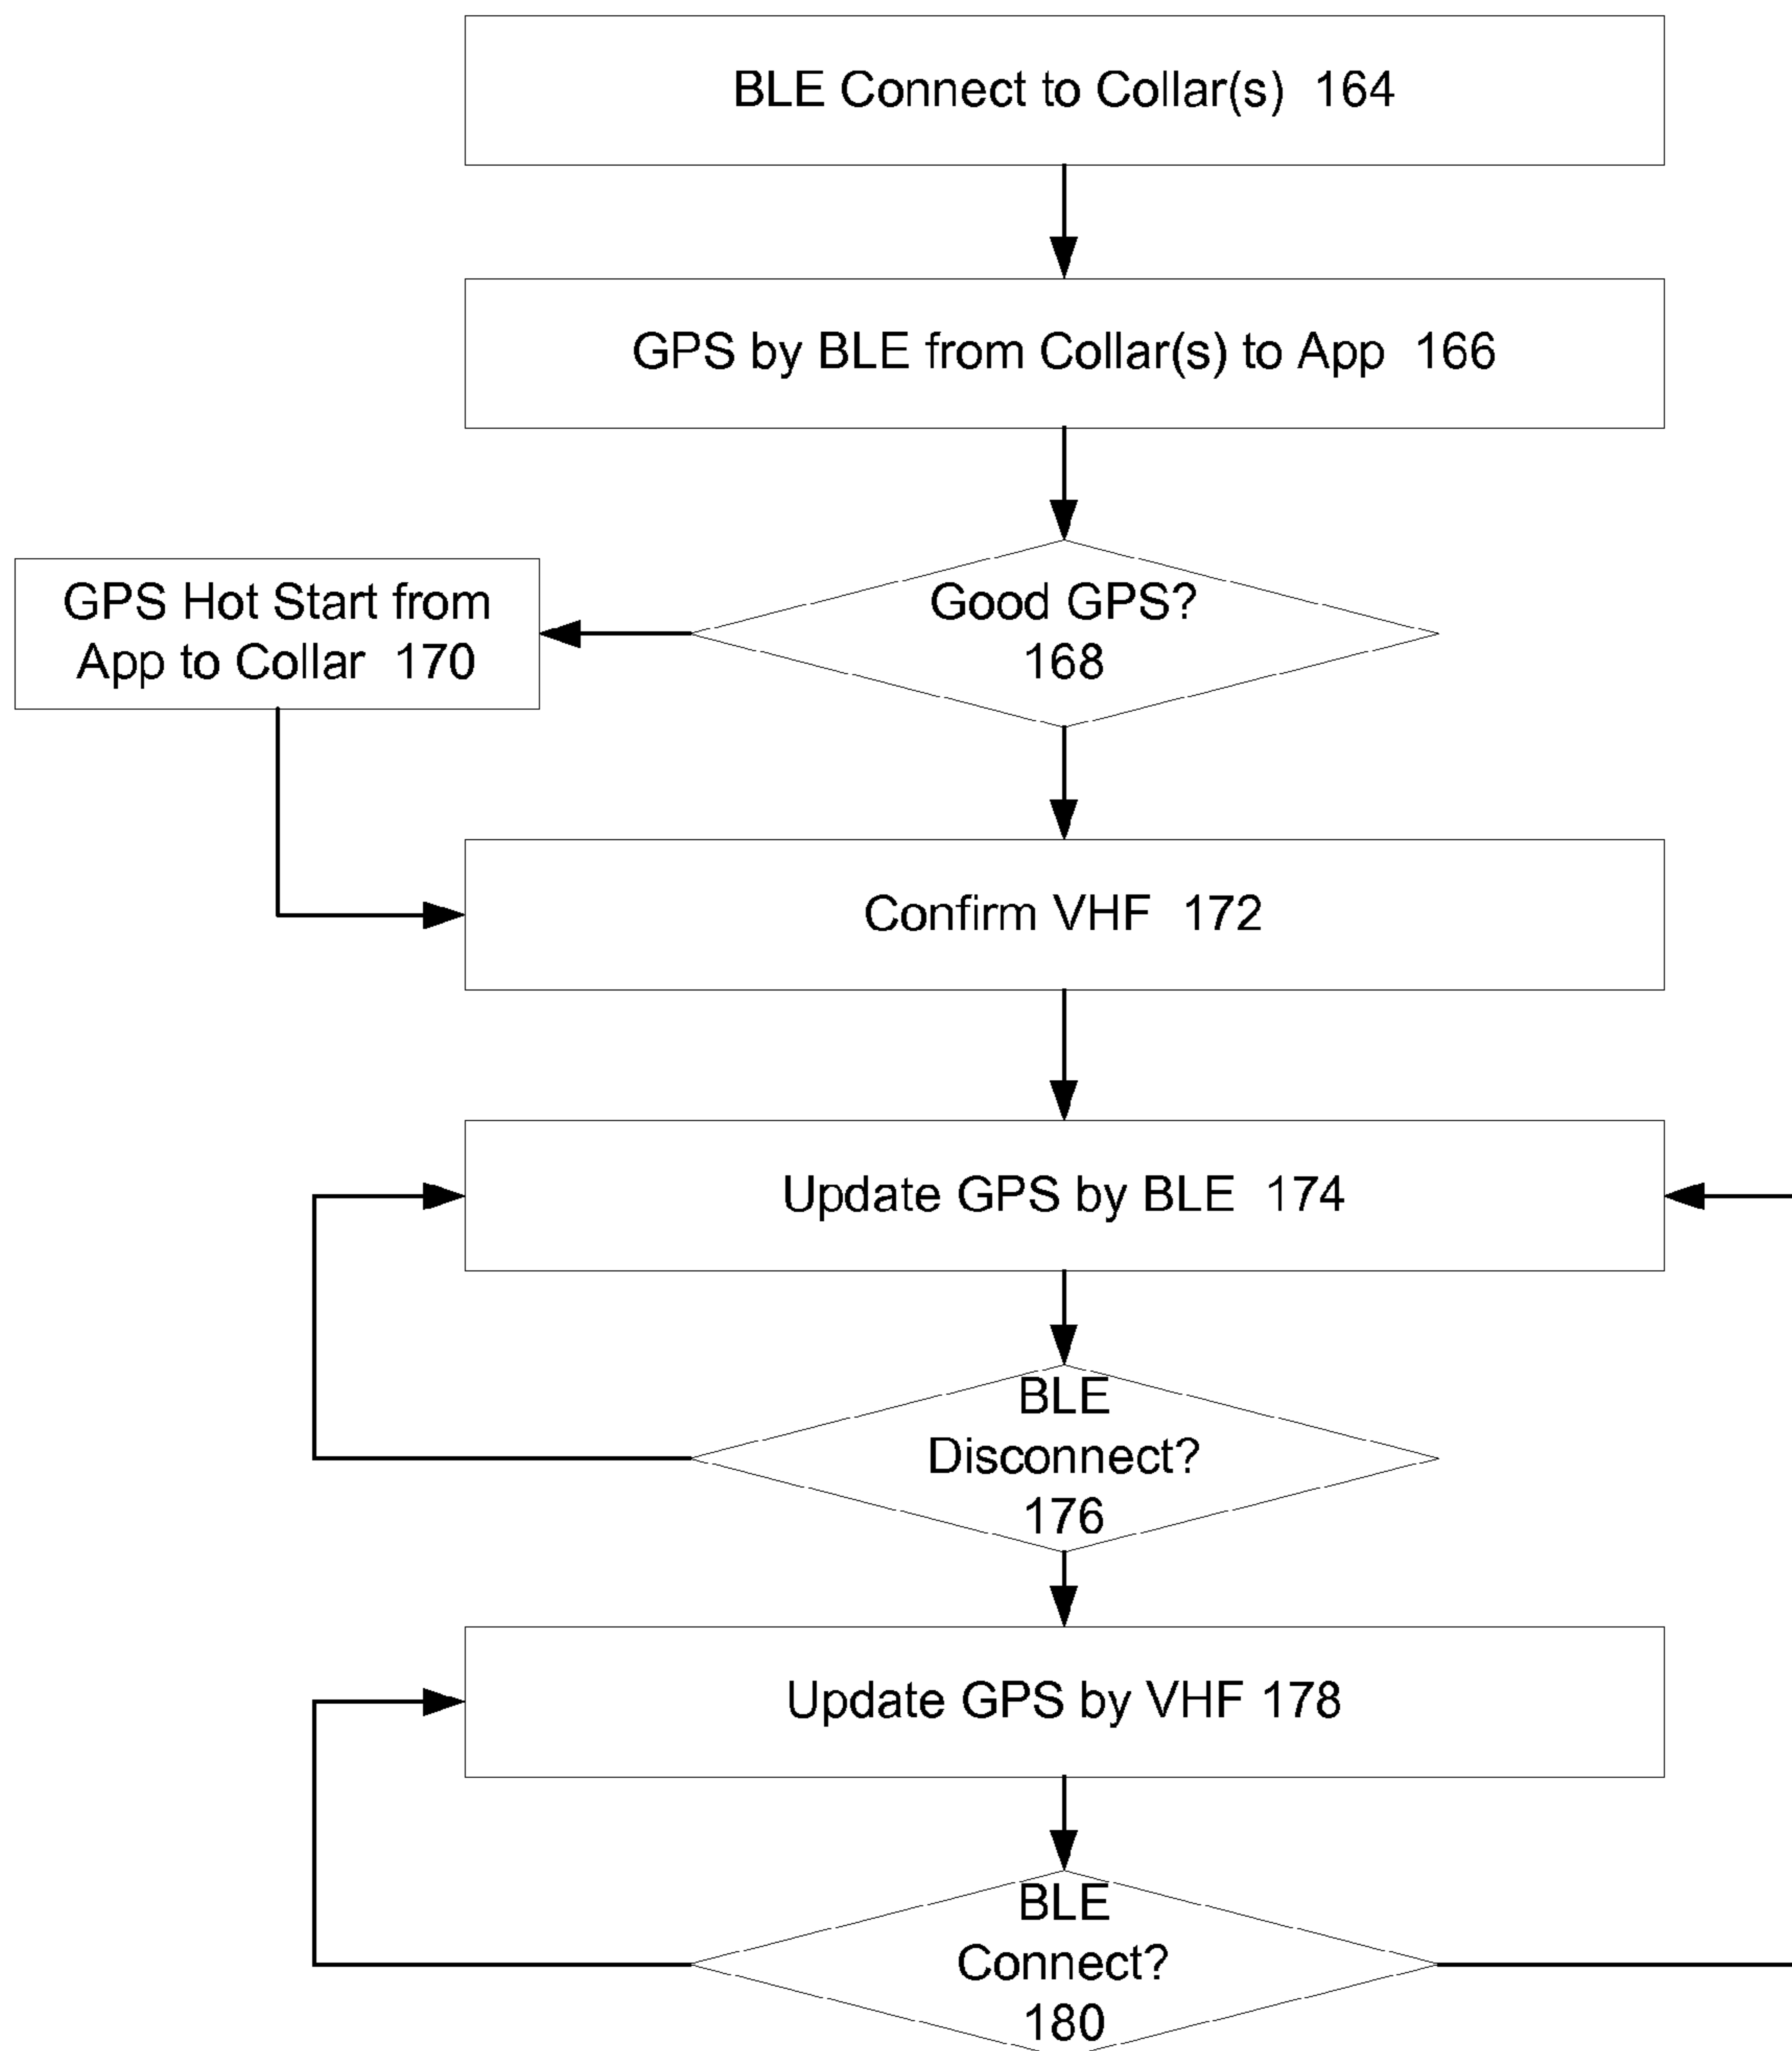 BLE Connect to Collar(s) 164
GPS by BLE from Collar(s) to App 166
Good GPS?
168
GPS Hot Start from
App to Collar 170
Confirm VHF 172
Update GPS by BLE 174
BLE
Disconnect?
176
Update GPS by VHF 178
BLE
Connect?
180